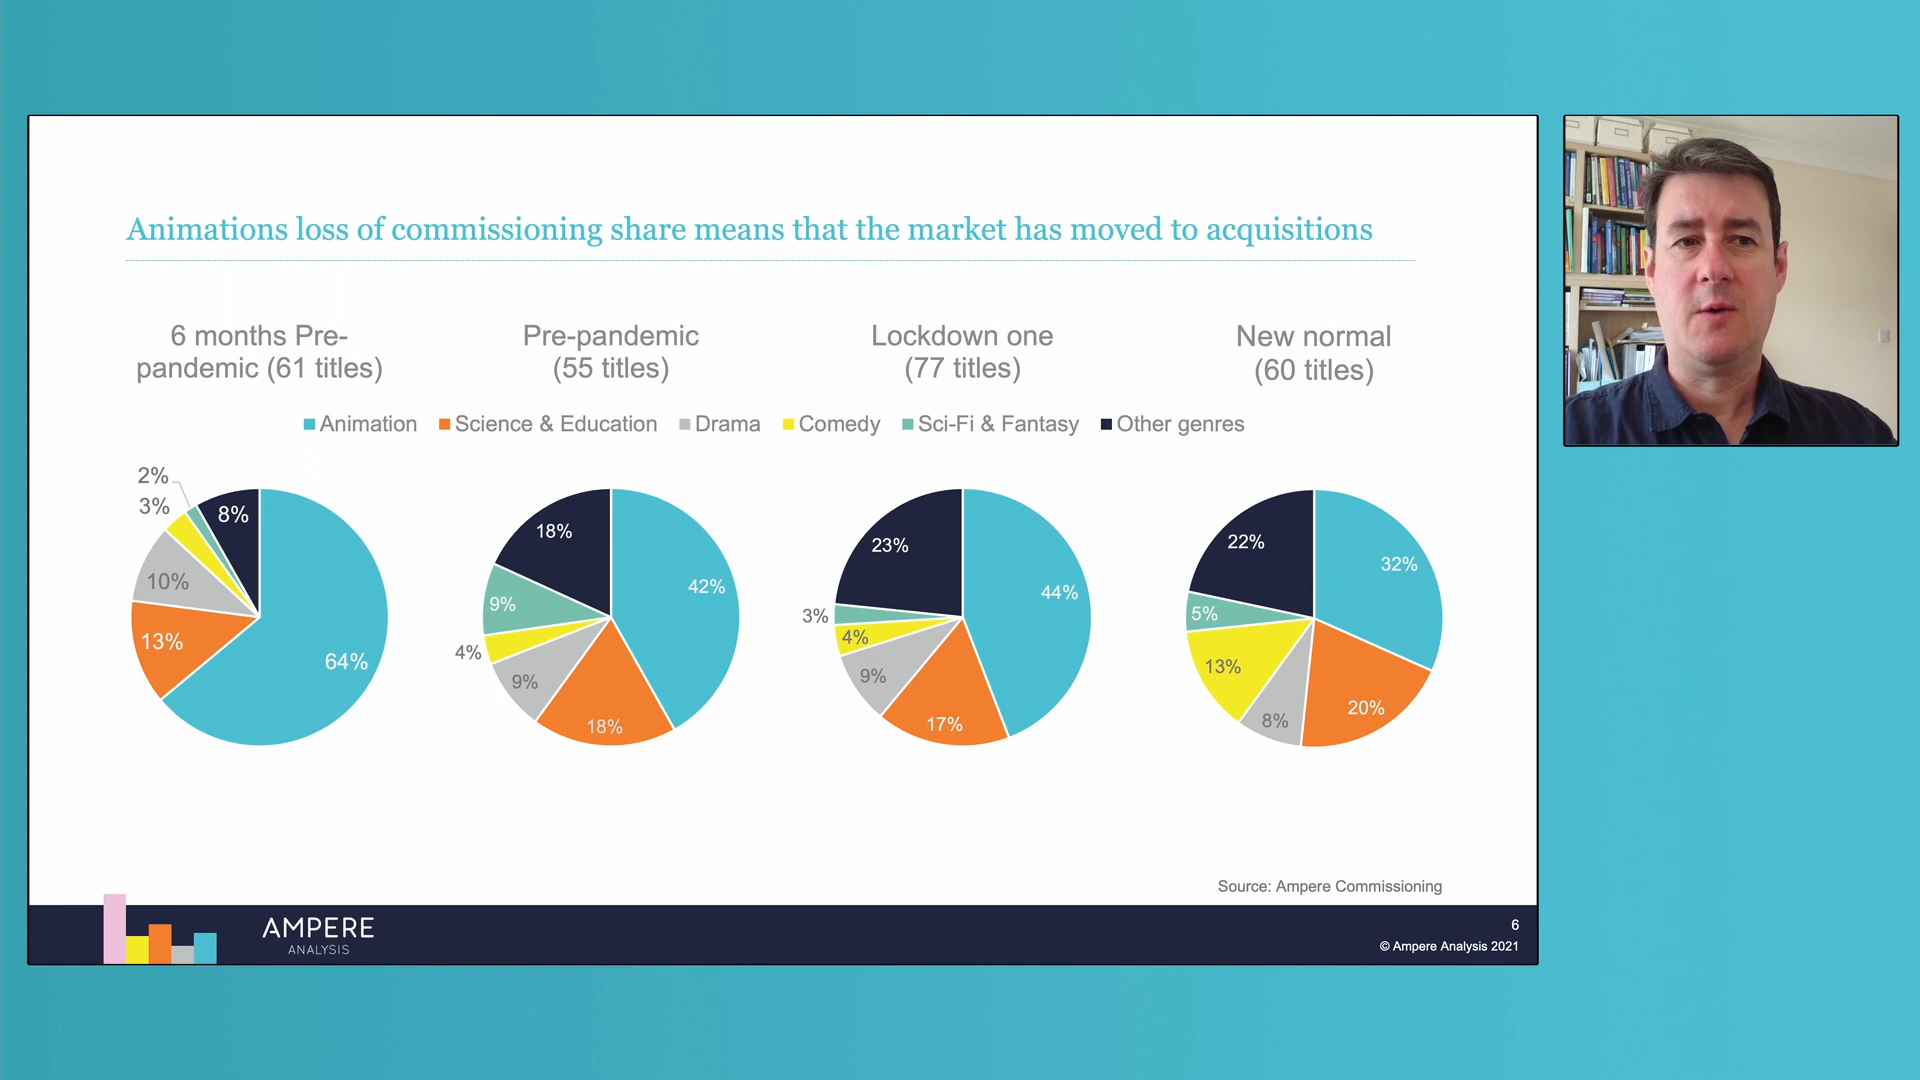 Animations loss of commissioning share means that the market has moved to acquisitions
6 months Pre-
pandemic (61 titles)
Pre-pandemic
(55 titles)
Lockdown one
(77 titles)
New normal
(60 titles)
Animation Science & Education Drama Comedy Sci-Fi & Fantasy Other genres
2%
3%
8%
10%
13%
64%
18%
42%
9%
4%
9%
18%
23%
44%
3%
4%
9%
17%
22%
32%
5%
13%
8%
20%
Source: Ampere Commissioning
AMPERE
ANALYSIS
6
© Ampere Analysis 2021